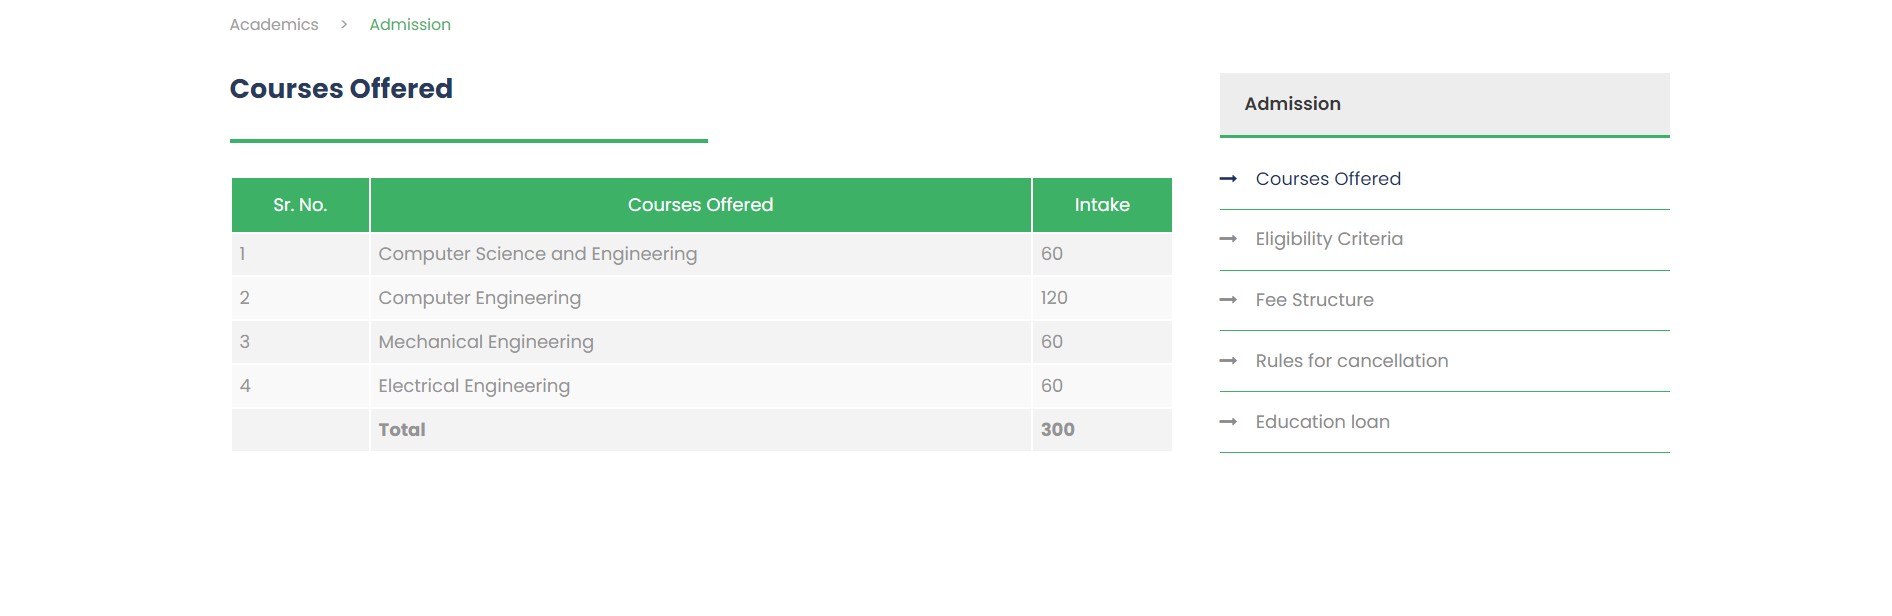 Academics > Admission
Courses Offered
Sr. No. Courses Offered Intake
1 Computer Science and Engineering 60
2 Computer Engineering 120
3 Mechanical Engineering 60
4 Electrical Engineering 60
Total 300
Admission
Courses Offered
Eligibility Criteria
Fee Structure
Rules for cancellation
Education loan